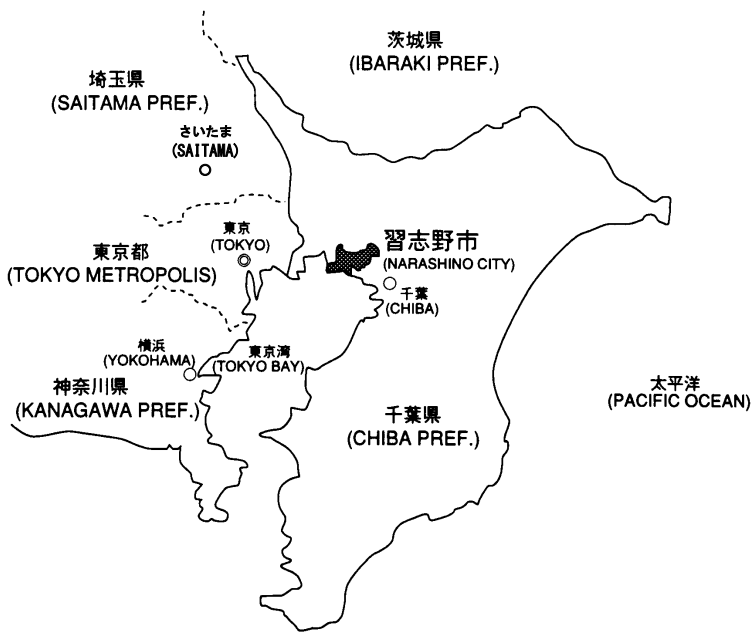 茨城県
(IBARAKI PREF.)
埼玉県
(SAITAMA PREF.)
さいたま
(SAITAMA)
東京
(TOKYO)
習志野市
(NARASHINO CITY)
東京都
(TOKYO METROPOLIS)
千葉
(CHIBA)
横浜
(YOKOHAMA)
東京湾
(TOKYO BAY)
神奈川県
(KANAGAWA PREF.)
太平洋
(PACIFIC OCEAN)
千葉県
(CHIBA PREF.)